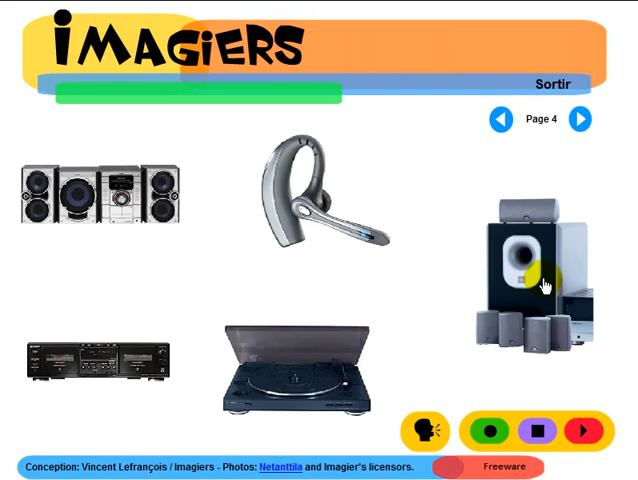 iMAGiERS
Sortir
Page 4
Conception: Vincent Lefrançois / Imagiers - Photos: Netanttila and Imagier's licensors.
Freeware